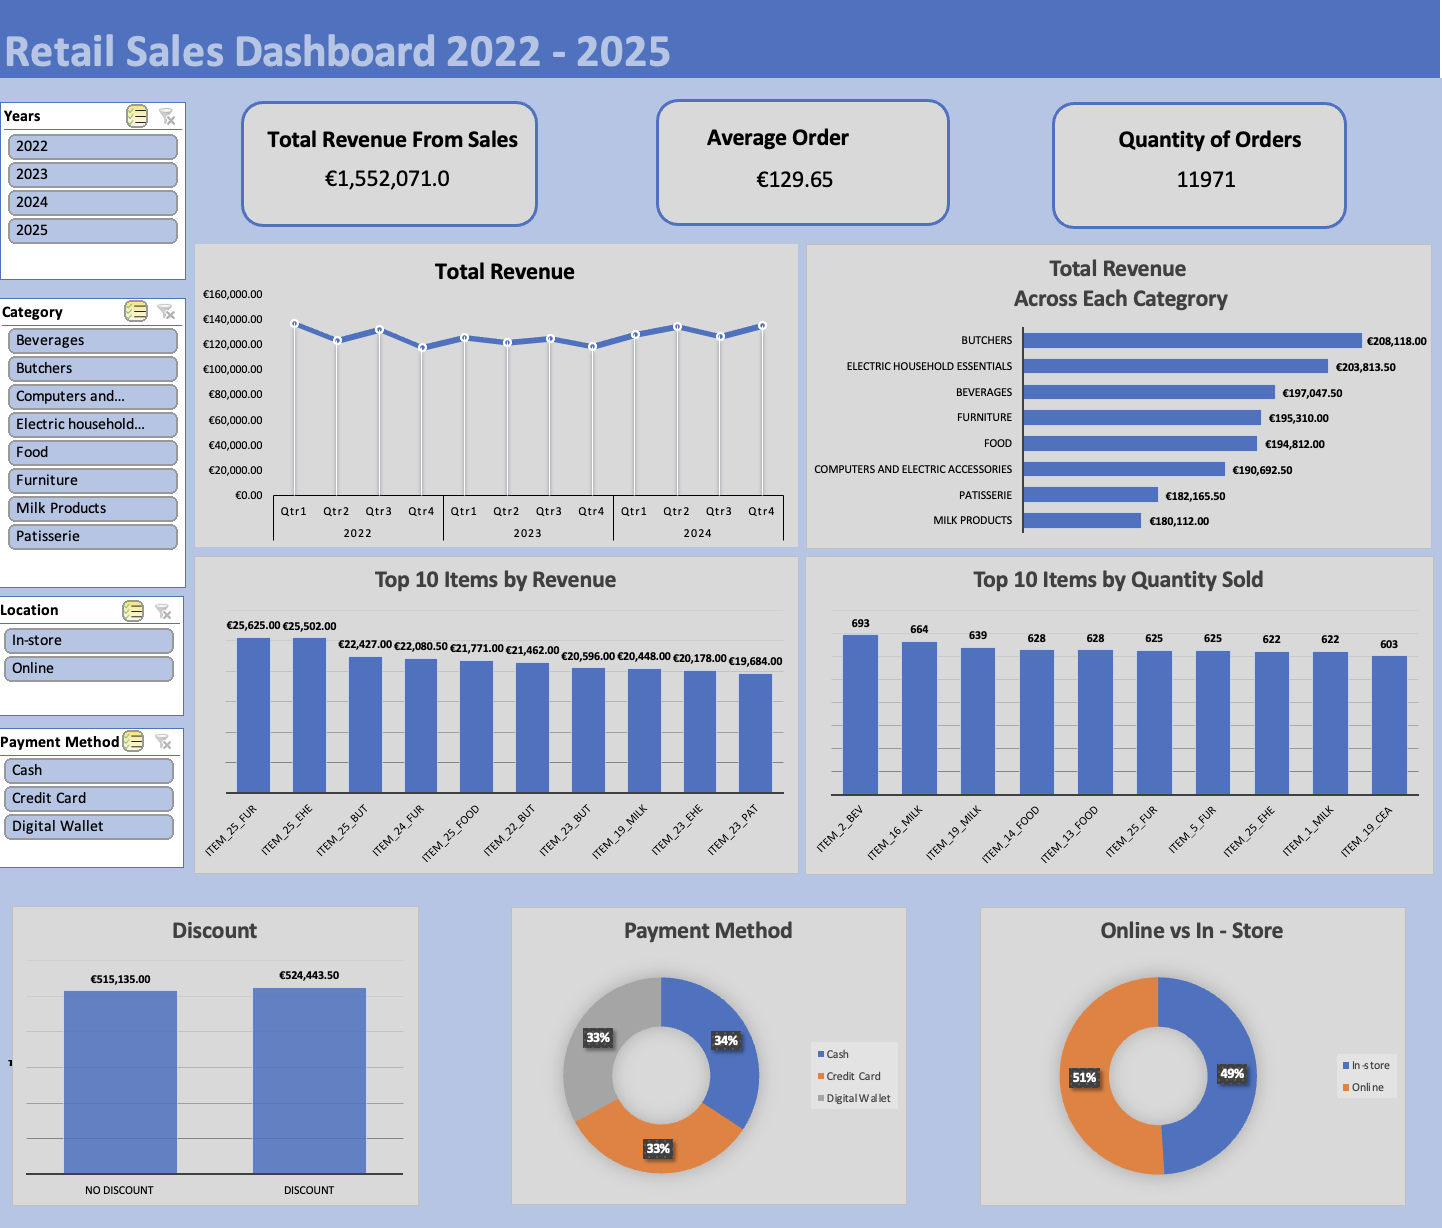 Retail Sales Dashboard 2022 - 2025
Years
2022
2023
2024
2025
Category
Beverages
Butchers
Computers and...
Electric household...
Food
Furniture
Milk Products
Patisserie
Location
In-store
Online
Payment Method
Cash
Credit Card
Digital Wallet
Total Revenue From Sales
€1,552,071.0
Average Order
€129.65
Quantity of Orders
11971
Total Revenue
€160,000.00
€140,000.00
€120,000.00
€100,000.00
€80,000.00
€60,000.00
€40,000.00
€20,000.00
€0.00
Qtr1 Qtr2 Qtr3 Qtr4 Qtr1 Qtr2 Qtr3 Qtr4 Qtr1 Qtr2 Qtr3 Qtr4
2022 2023 2024
Total Revenue
Across Each Categrory
BUTCHERS €208,118.00
ELECTRIC HOUSEHOLD ESSENTIALS €203,813.50
BEVERAGES €197,047.50
FURNITURE €195,310.00
FOOD €194,812.00
COMPUTERS AND ELECTRIC ACCESSORIES €190,692.50
PATISSERIE €182,165.50
MILK PRODUCTS €180,112.00
Top 10 Items by Revenue
€25,625.00 €25,502.00 €22,427.00 €22,080.50 €21,771.00 €21,462.00 €20,596.00 €20,448.00 €20,178.00 €19,684.00
ITEM_25_FUR ITEM_25_EHE ITEM_25_BUT ITEM_24_FUR ITEM_25_FOOD ITEM_22_BUT ITEM_23_BUT ITEM_19_MILK ITEM_23_EHE ITEM_23_PAT
Top 10 Items by Quantity Sold
693 664 639 628 628 625 625 622 622 603
ITEM_2_BEV ITEM_16_MILK ITEM_19_MILK ITEM_14_FOOD ITEM_13_FOOD ITEM_25_FUR ITEM_5_FUR ITEM_25_EHE ITEM_1_MILK ITEM_19_CEA
Discount
€515,135.00 €524,443.50
NO DISCOUNT DISCOUNT
Payment Method
33% 34%
33%
Cash
Credit Card
Digital Wallet
Online vs In - Store
51% 49%
In-store
Online